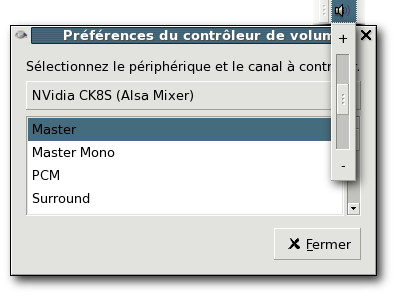 Préférences du contrôleur de volum
Sélectionnez le périphérique et le canal à contr er.
NVidia CK8S (Alsa Mixer)
Master
Master Mono
PCM
Surround
Fermer
+
-